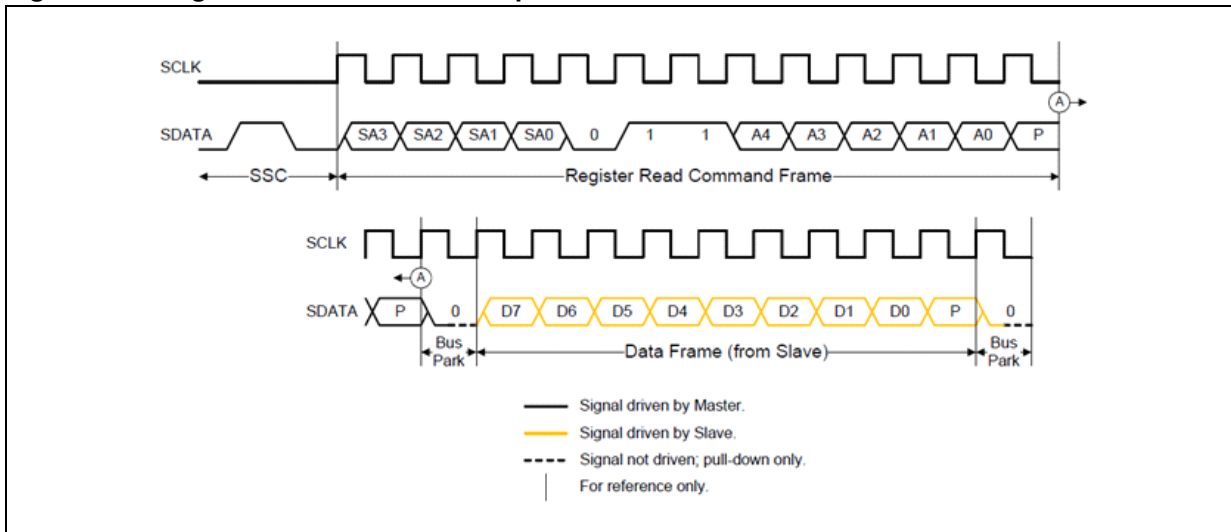 SCLK
A
SDATA SA3 SA2 SA1 SA0 0 1 1 A4 A3 A2 A1 A0 P
SSC Register Read Command Frame
SCLK
A
SDATA P 0 D7 D6 D5 D4 D3 D2 D1 D0 P 0
Bus Park Data Frame (from Slave) Bus Park
Signal driven by Master.
Signal driven by Slave.
Signal not driven; pull-down only.
For reference only.